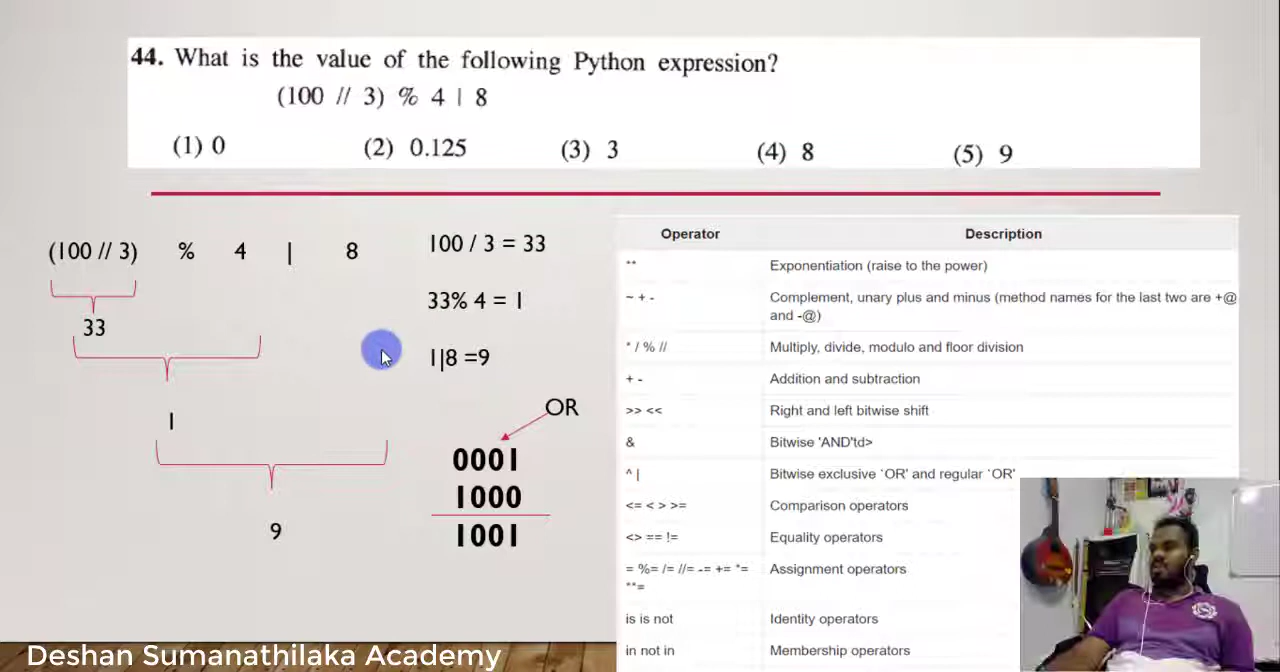 44. What is the value of the following Python expression?
(100 // 3) % 4 | 8
(1) 0 (2) 0.125 (3) 3 (4) 8 (5) 9
(100 // 3) % 4 | 8
33
1
9
100 / 3 = 33
33% 4 = 1
1|8 =9
OR
0001
1000
1001
Operator Description
** Exponentiation (raise to the power)
~ + - Complement, unary plus and minus (method names for the last two are +@
and -@)
* / % // Multiply, divide, modulo and floor division
+ - Addition and subtraction
>> << Right and left bitwise shift
& Bitwise 'AND'td>
^ | Bitwise exclusive `OR' and regular `OR'
<= < > >= Comparison operators
<> == != Equality operators
= %= /= //= -= += *= Assignment operators
**=
is is not Identity operators
in not in Membership operators
Deshan Sumanathilaka Academy